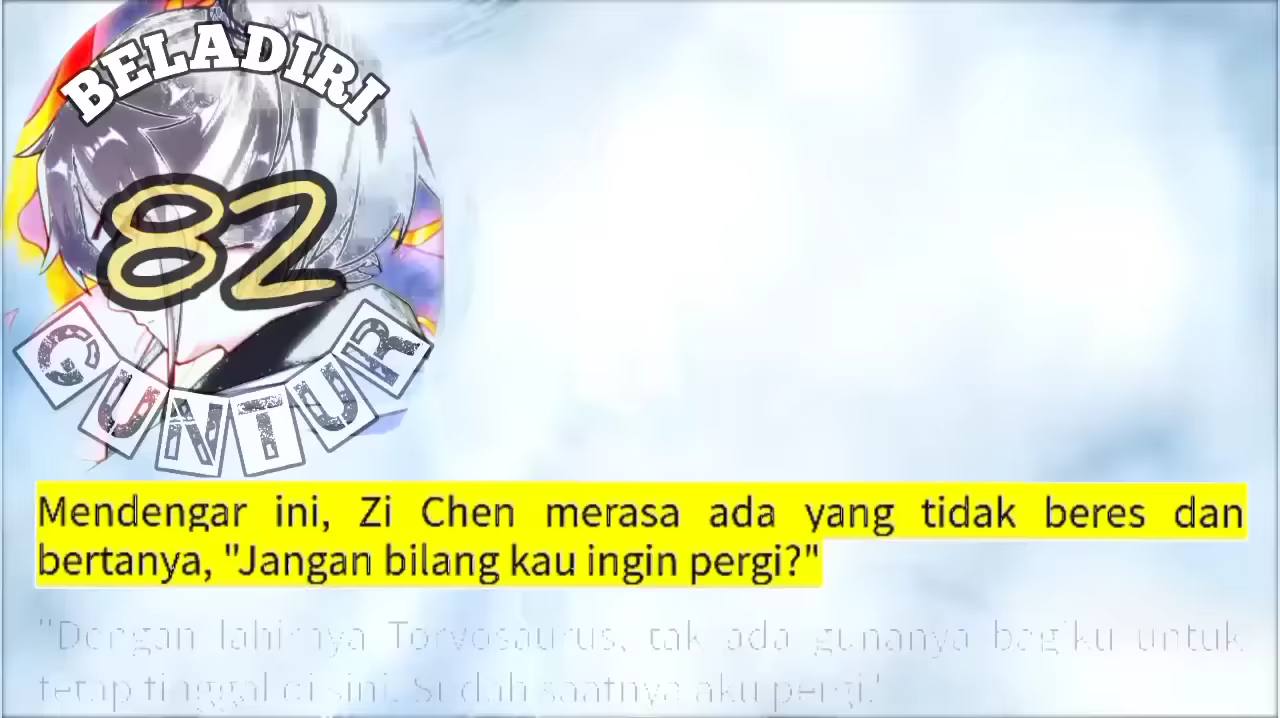 BELADIRI
82
GUNTUR
Mendengar ini, Zi Chen merasa ada yang tidak beres dan
bertanya, "Jangan bilang kau ingin pergi?"
"Dengan lahirnya Torvosaurus, tak ada gunanya bagiku untuk
tetap tinggal di sini. Sudah saatnya aku pergi."